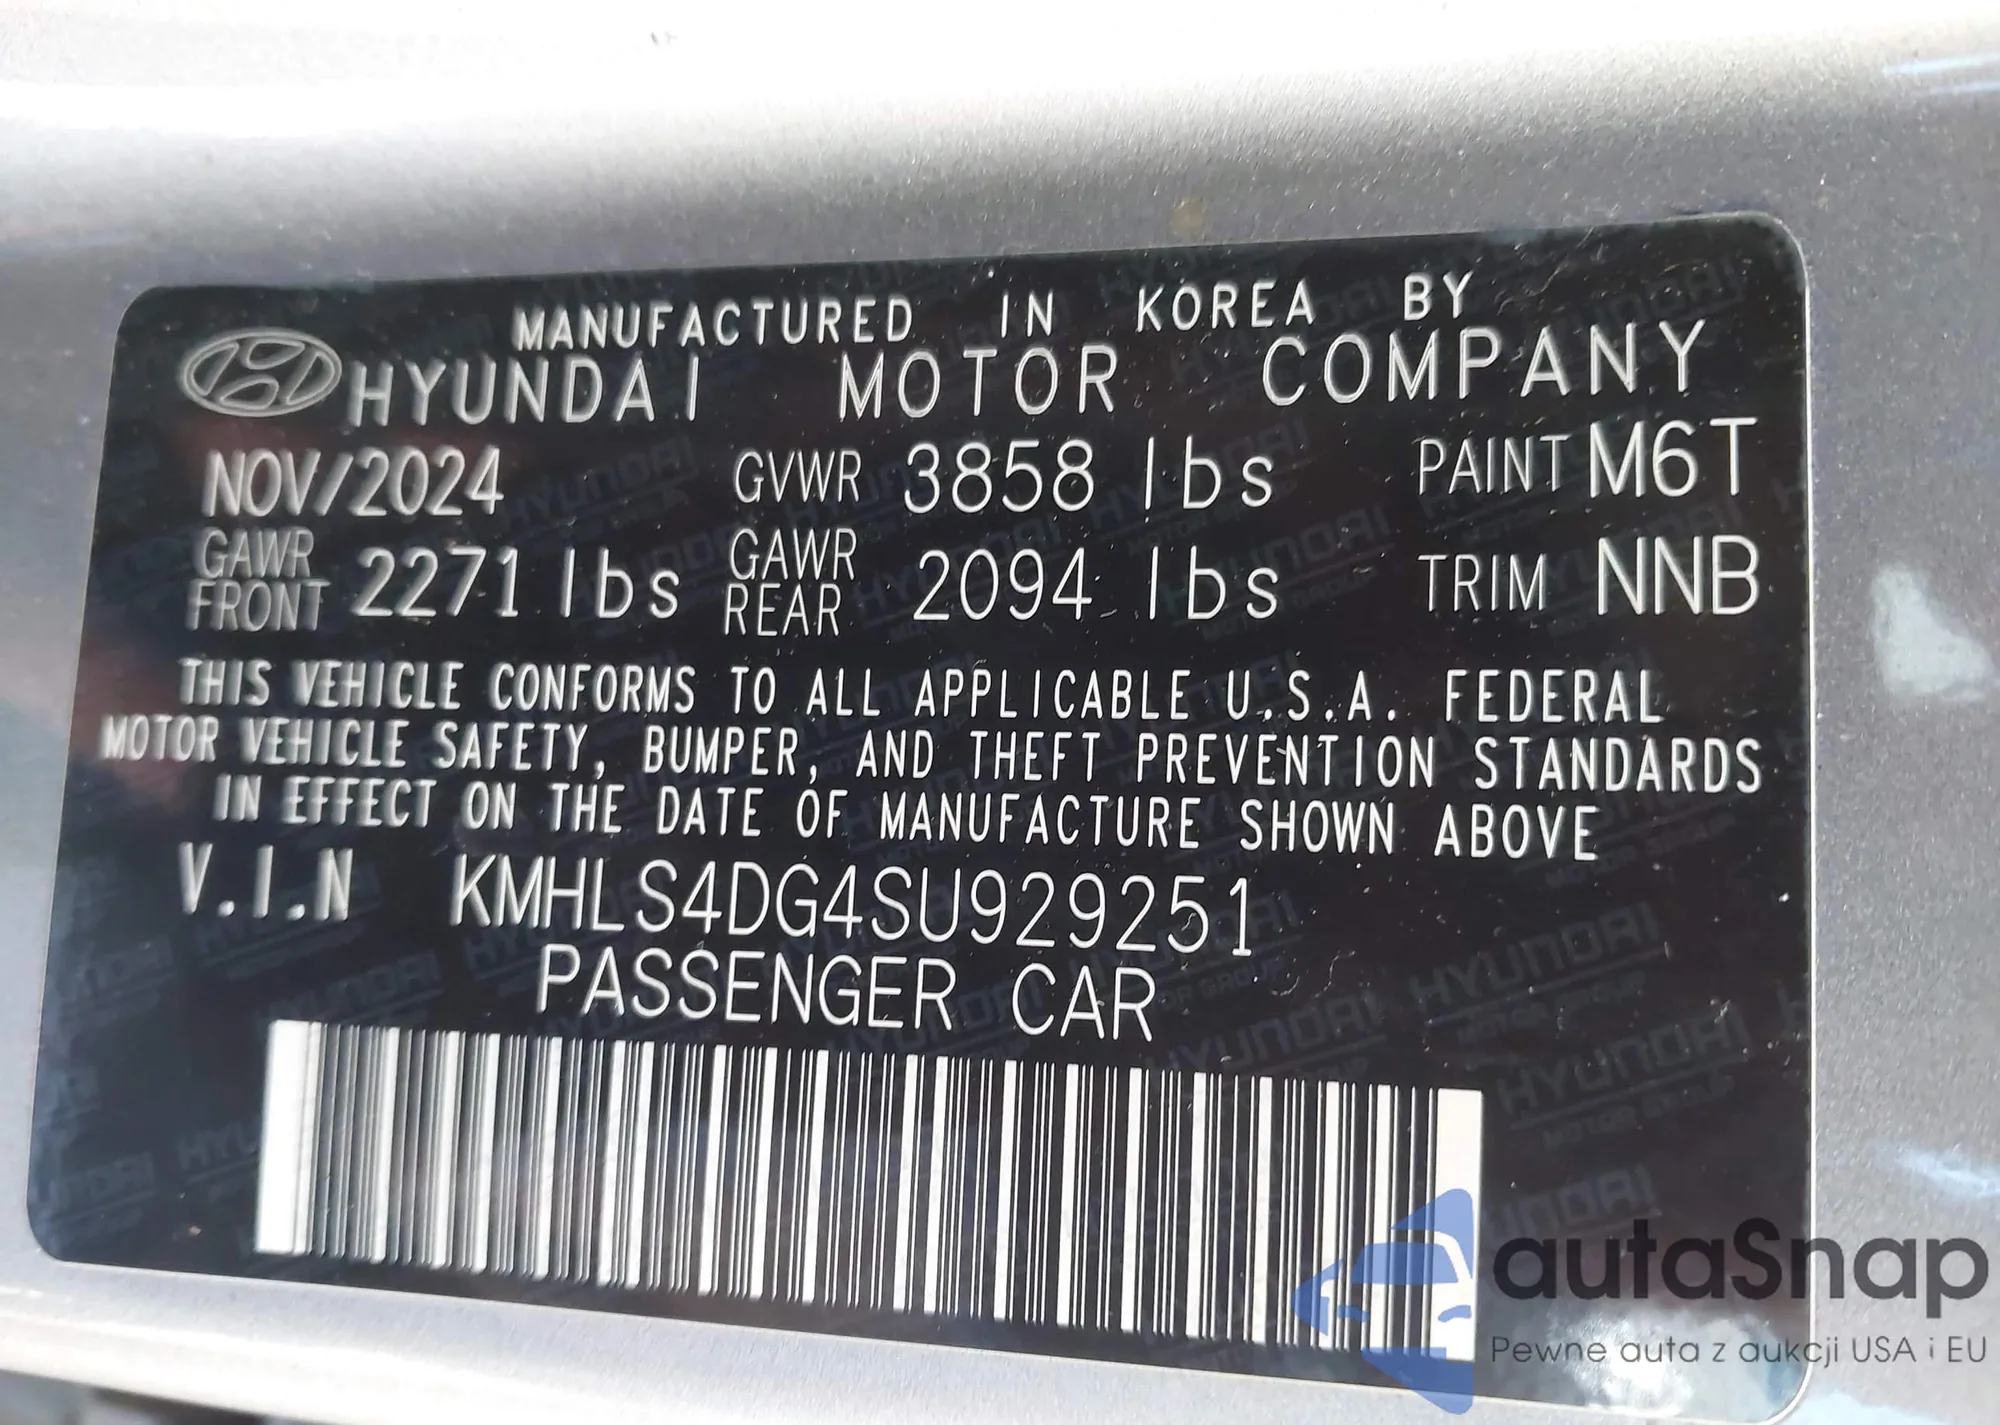 MANUFACTURED IN KOREA BY
HYUNDAI MOTOR COMPANY
NOV/2024 GVWR 3858 lbs PAINT M6T
GAWR FRONT 2271 lbs GAWR REAR 2094 lbs TRIM NNB
THIS VEHICLE CONFORMS TO ALL APPLICABLE U.S.A. FEDERAL
MOTOR VEHICLE SAFETY, BUMPER, AND THEFT PREVENTION STANDARDS
IN EFFECT ON THE DATE OF MANUFACTURE SHOWN ABOVE
V.I.N KMHLS4DG4SU929251
PASSENGER CAR
autaSnap
Pewne auta z aukcji USA i EU